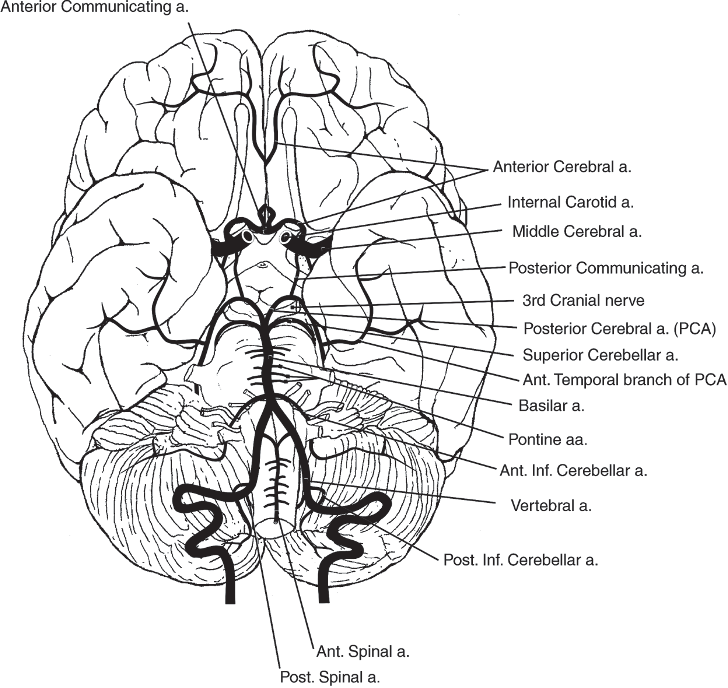 Anterior Communicating a.
Anterior Cerebral a.
Internal Carotid a.
Middle Cerebral a.
Posterior Communicating a.
3rd Cranial nerve
Posterior Cerebral a. (PCA)
Superior Cerebellar a.
Ant. Temporal branch of PCA
Basilar a.
Pontine aa.
Ant. Inf. Cerebellar a.
Vertebral a.
Post. Inf. Cerebellar a.
Ant. Spinal a.
Post. Spinal a.